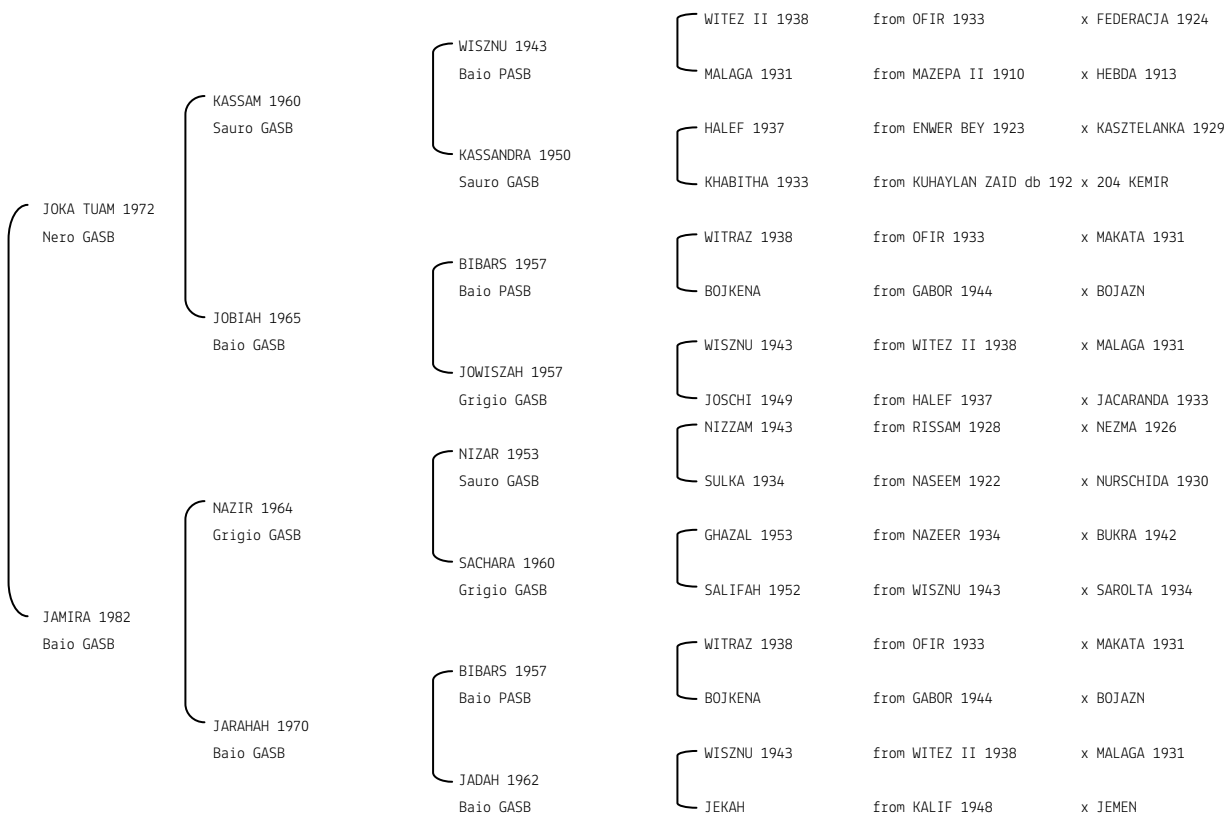 WITEZ II 1938 from OFIR 1933 x FEDERACJA 1924
WISZNU 1943
Baio PASB MALAGA 1931 from MAZEPA II 1910 x HEBDA 1913
KASSAM 1960
Sauro GASB HALEF 1937 from ENWER BEY 1923 x KASZTELANKA 1929
KASSANDRA 1950
Sauro GASB KHABITHA 1933 from KUHAYLAN ZAID db 192 x 204 KEMIR
JOKA TUAM 1972
Nero GASB WITRAZ 1938 from OFIR 1933 x MAKATA 1931
BIBARS 1957
Baio PASB BOJKENA from GABOR 1944 x BOJAZN
JOBIAH 1965
Baio GASB WISZNU 1943 from WITEZ II 1938 x MALAGA 1931
JOWISZAH 1957
Grigio GASB JOSCHI 1949 from HALEF 1937 x JACARANDA 1933
NIZZAM 1943 from RISSAM 1928 x NEZMA 1926
NIZAR 1953
Sauro GASB SULKA 1934 from NASEEM 1922 x NURSCHIDA 1930
NAZIR 1964
Grigio GASB GHAZAL 1953 from NAZEER 1934 x BUKRA 1942
SACHARA 1960
Grigio GASB SALIFAH 1952 from WISZNU 1943 x SAROLTA 1934
JAMIRA 1982
Baio GASB WITRAZ 1938 from OFIR 1933 x MAKATA 1931
BIBARS 1957
Baio PASB BOJKENA from GABOR 1944 x BOJAZN
JARAHAH 1970
Baio GASB WISZNU 1943 from WITEZ II 1938 x MALAGA 1931
JADAH 1962
Baio GASB JEKAH from KALIF 1948 x JEMEN